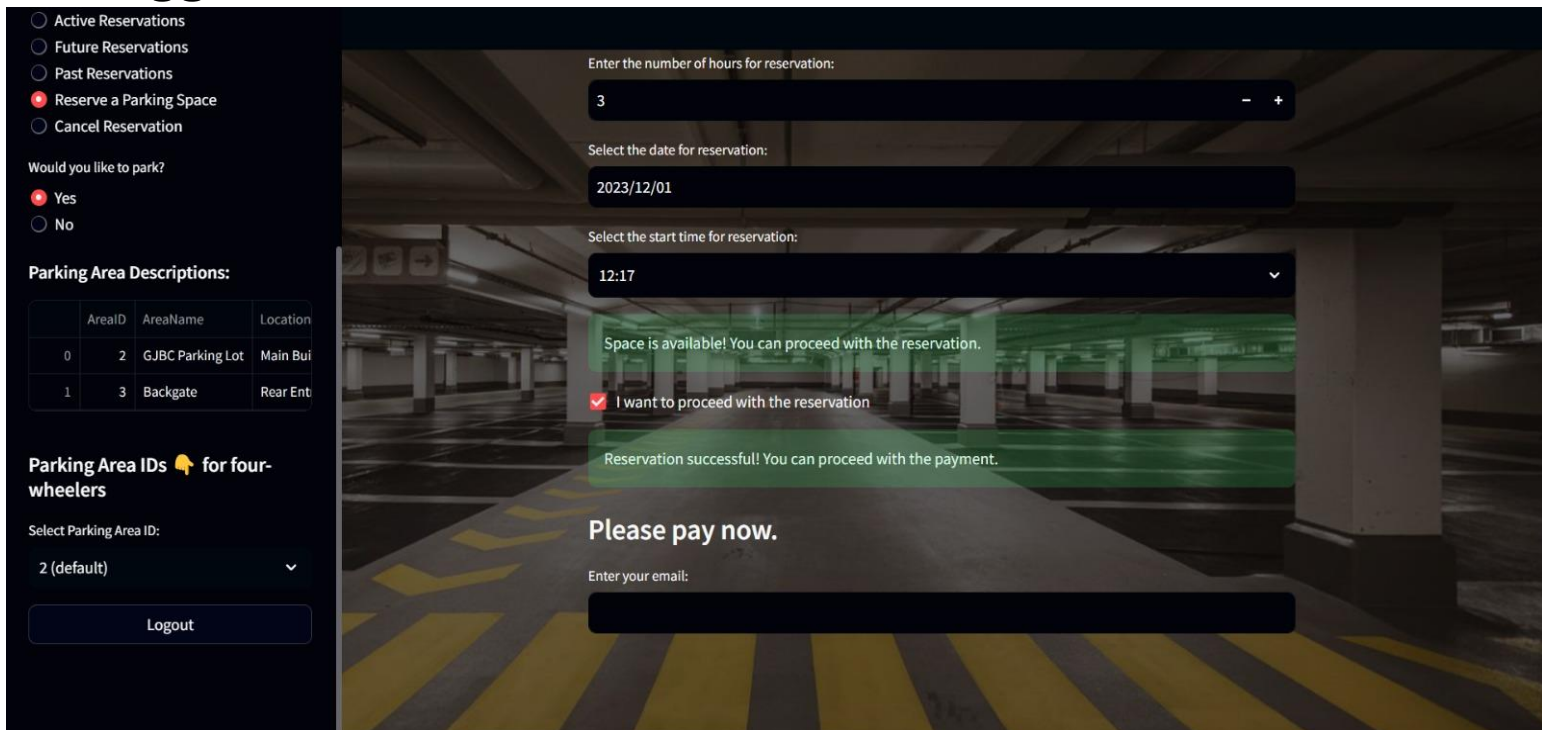 Active Reservations
Future Reservations
Past Reservations
Reserve a Parking Space
Cancel Reservation
Would you like to park?
Yes
No
Parking Area Descriptions:
AreaID AreaName Location
0 2 GJBC Parking Lot Main Bui
1 3 Backgate Rear Ent
Parking Area IDs 👇 for four-
wheelers
Select Parking Area ID:
2 (default)
Logout
Enter the number of hours for reservation:
3 - +
Select the date for reservation:
2023/12/01
Select the start time for reservation:
12:17
Space is available! You can proceed with the reservation.
I want to proceed with the reservation
Reservation successful! You can proceed with the payment.
Please pay now.
Enter your email: